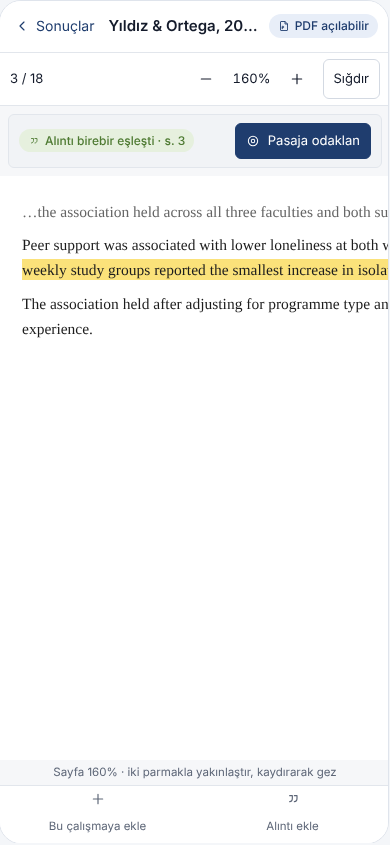 Sonuçlar Yıldız & Ortega, 20… PDF açılabilir
3 / 18 − 160% + Sığdır
Alıntı birebir eşleşti · s. 3 Pasaja odaklan
…the association held across all three faculties and both su
Peer support was associated with lower loneliness at both w
weekly study groups reported the smallest increase in isola
The association held after adjusting for programme type an
experience.
Sayfa 160% · iki parmakla yakınlaştır, kaydırarak gez
Bu çalışmaya ekle Alıntı ekle